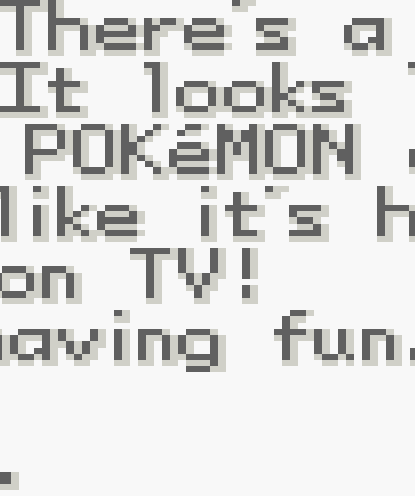 There's a
It looks
POKéMON
like it's h
on TV!
aving fun.
.